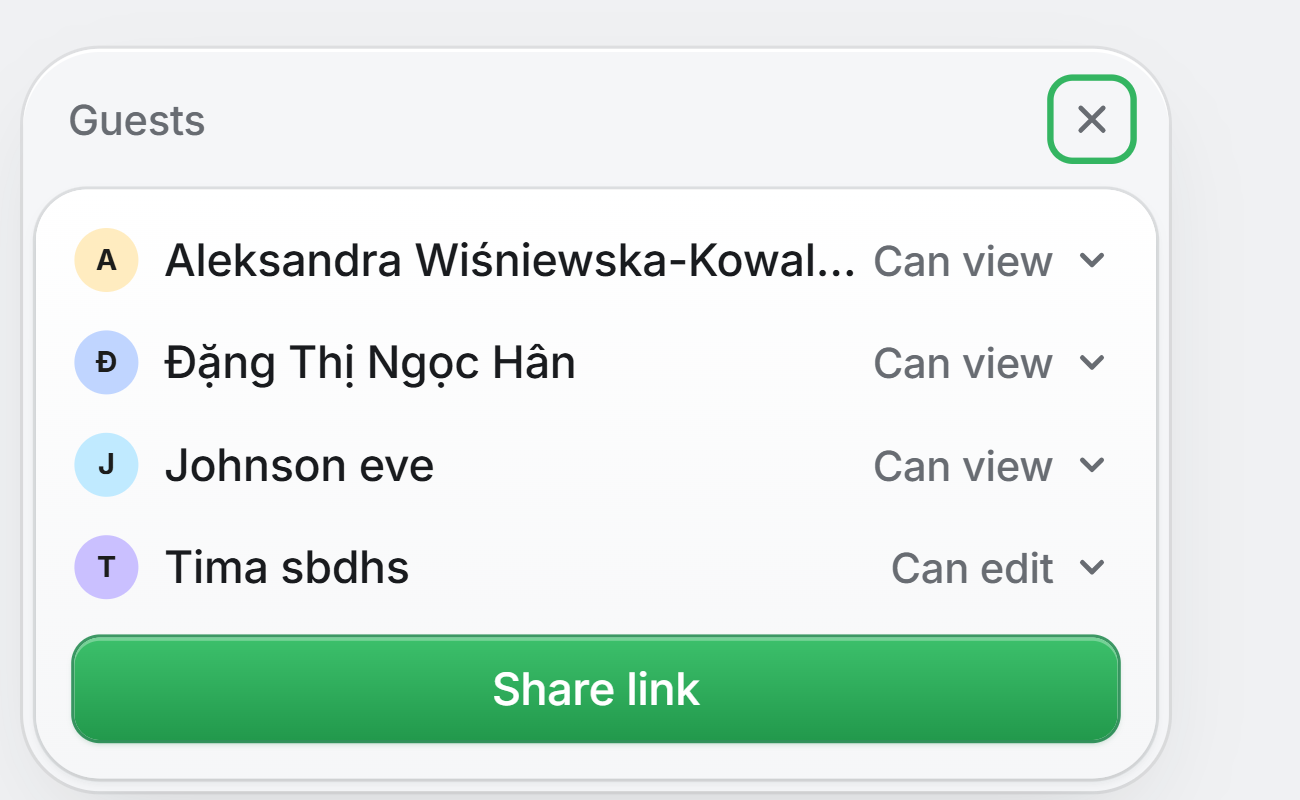 Guests
A Aleksandra Wiśniewska-Kowal... Can view
Đ Đặng Thị Ngọc Hân Can view
J Johnson eve Can view
T Tima sbdhs Can edit
Share link